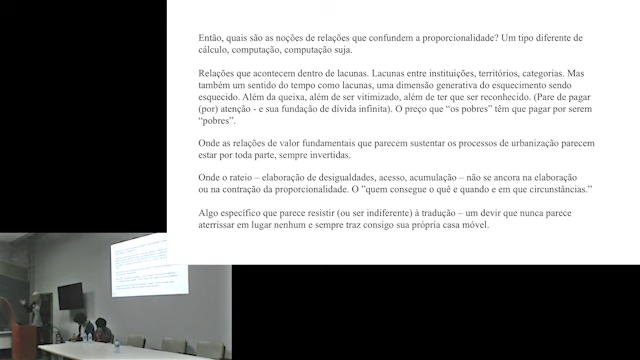 Então, quais são as noções de relações que confundem a proporcionalidade? Um tipo diferente de
cálculo, computação, computação suja.
Relações que acontecem dentro de lacunas. Lacunas entre instituições, territórios, categorias. Mas
também um sentido do tempo como lacunas, uma dimensão generativa do esquecimento sendo
esquecido. Além da queixa, além de ser vitimizado, além de ter que ser reconhecido. (Pare de pagar
(por) atenção - e sua fundação de dívida infinita). O preço que “os pobres” têm que pagar por serem
“pobres”.
Onde as relações de valor fundamentais que parecem sustentar os processos de urbanização parecem
estar por toda parte, sempre invertidas.
Onde o rateio – elaboração de desigualdades, acesso, acumulação – não se ancora na elaboração
ou na contração da proporcionalidade. O ”quem consegue o quê e quando e em que circunstâncias.”
Algo específico que parece resistir (ou ser indiferente) à tradução – um devir que nunca parece
aterrissar em lugar nenhum e sempre traz consigo sua própria casa móvel.